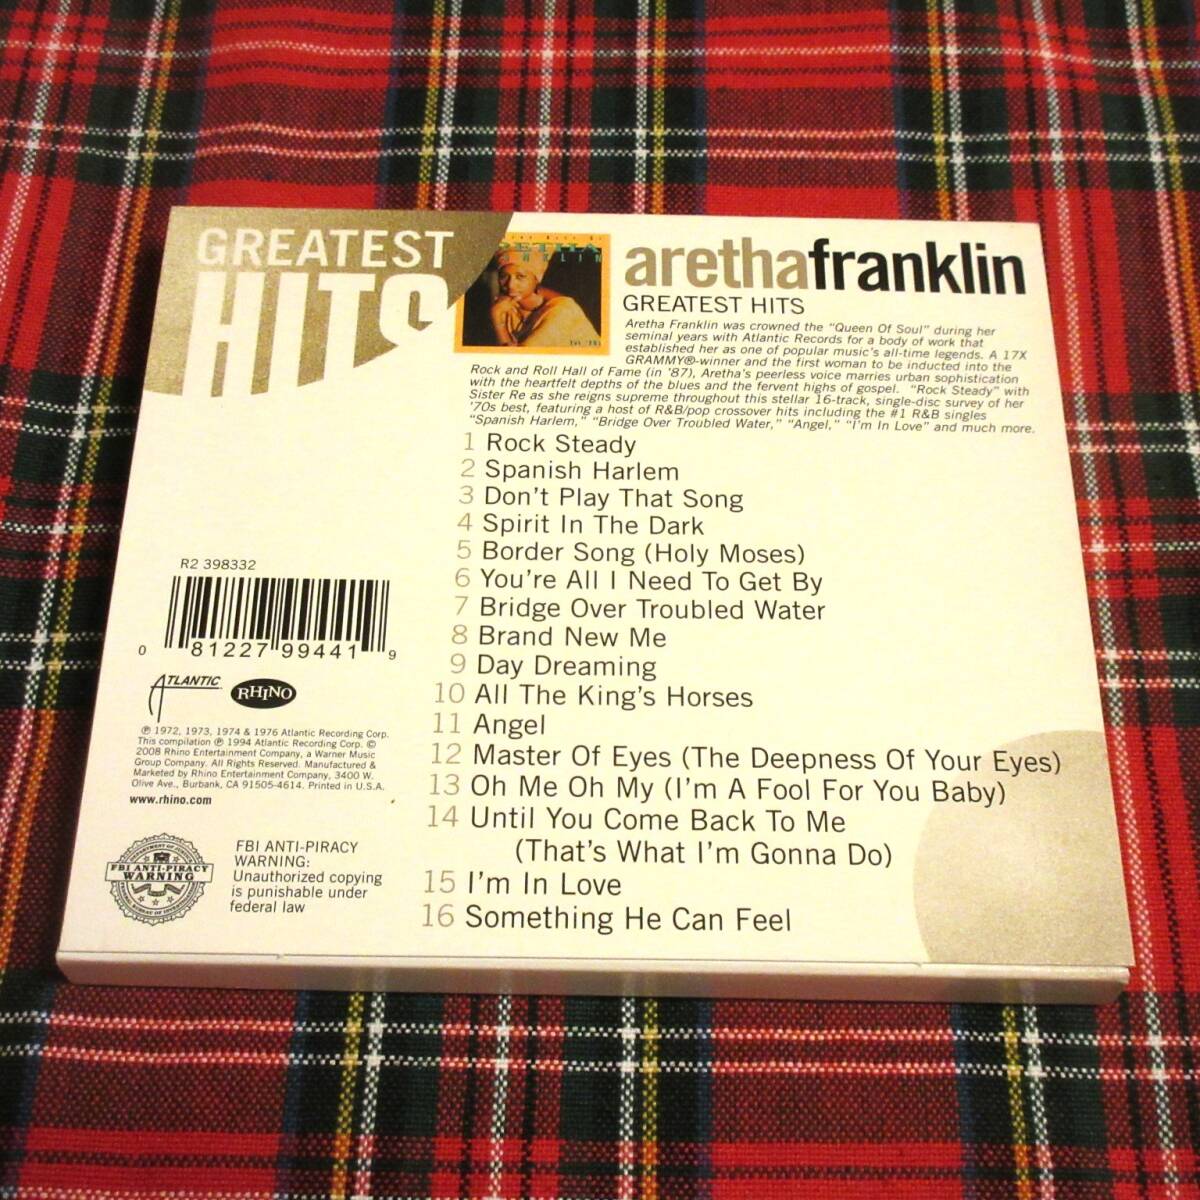 GREATEST
HITS
arethafranklin
GREATEST HITS
Aretha Franklin was crowned the "Queen Of Soul" during her
seminal years with Atlantic Records for a body of work that
established her as one of popular music's all-time legends. A 17X
GRAMMY®-winner and the first woman to be inducted into the
Rock and Roll Hall of Fame (in '87), Aretha's peerless voice marries urban sophistication
with the heartfelt depths of the blues and the fervent highs of gospel. "Rock Steady" with
Sister Re as she reigns supreme throughout this stellar 16-track, single-disc survey of her
'70s best, featuring a host of R&B/pop crossover hits including the #1 R&B singles
"Spanish Harlem," "Bridge Over Troubled Water," "Angel," "I'm In Love" and much more.
1 Rock Steady
2 Spanish Harlem
3 Don't Play That Song
4 Spirit In The Dark
5 Border Song (Holy Moses)
6 You're All I Need To Get By
7 Bridge Over Troubled Water
8 Brand New Me
9 Day Dreaming
10 All The King's Horses
11 Angel
12 Master Of Eyes (The Deepness Of Your Eyes)
13 Oh Me Oh My (I'm A Fool For You Baby)
14 Until You Come Back To Me
(That's What I'm Gonna Do)
15 I'm In Love
16 Something He Can Feel
R2 398332
0 81227 99441 9
ATLANTIC RHINO
℗ 1972, 1973, 1974 & 1976 Atlantic Recording Corp.
This compilation ℗ 1994 Atlantic Recording Corp. ©
2008 Rhino Entertainment Company, a Warner Music
Group Company. All Rights Reserved. Manufactured &
Marketed by Rhino Entertainment Company, 3400 W.
Olive Ave., Burbank, CA 91505-4614. Printed in U.S.A.
www.rhino.com
FBI ANTI-PIRACY
WARNING
FBI ANTI-PIRACY
WARNING:
Unauthorized copying
is punishable under
federal law